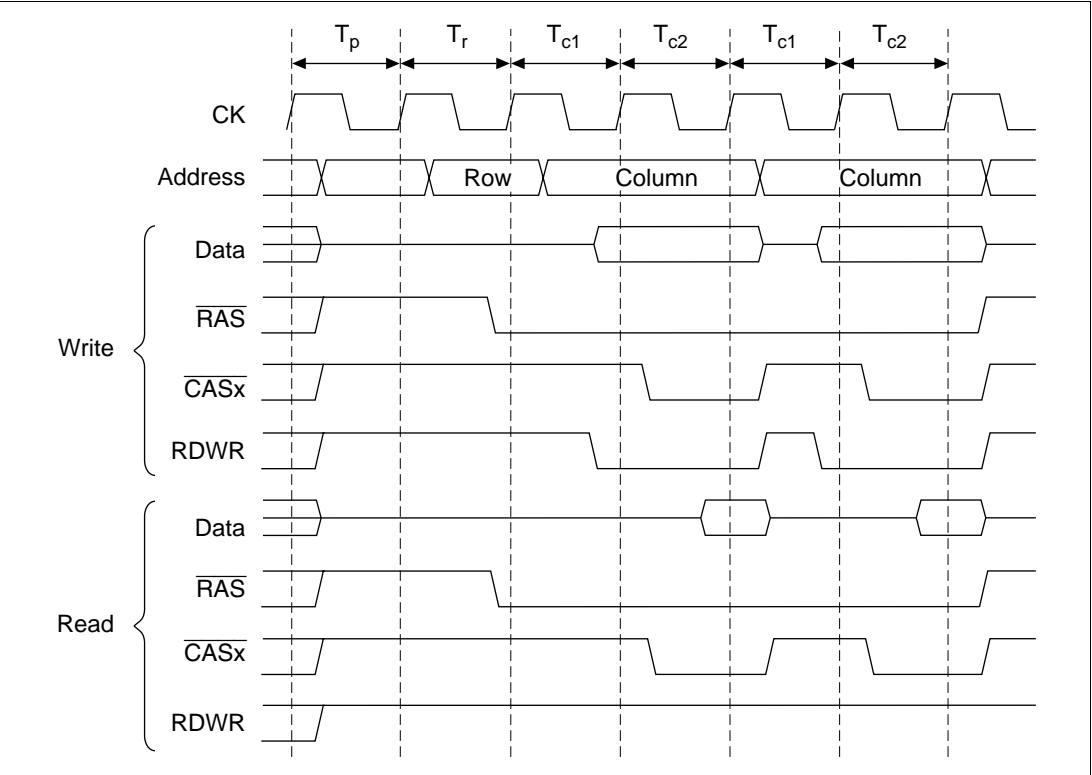 Tp Tr Tc1 Tc2 Tc1 Tc2
CK
Address Row Column Column
Data
RAS
Write
CASx
RDWR
Data
RAS
Read
CASx
RDWR